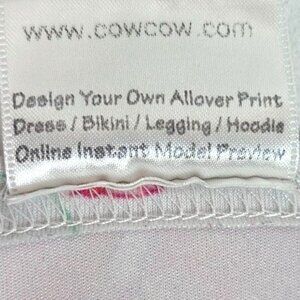 www.cowcow.com
Design Your Own Allover Print
Dress / Bikini / Legging / Hoodie
Online Instant Model Preview